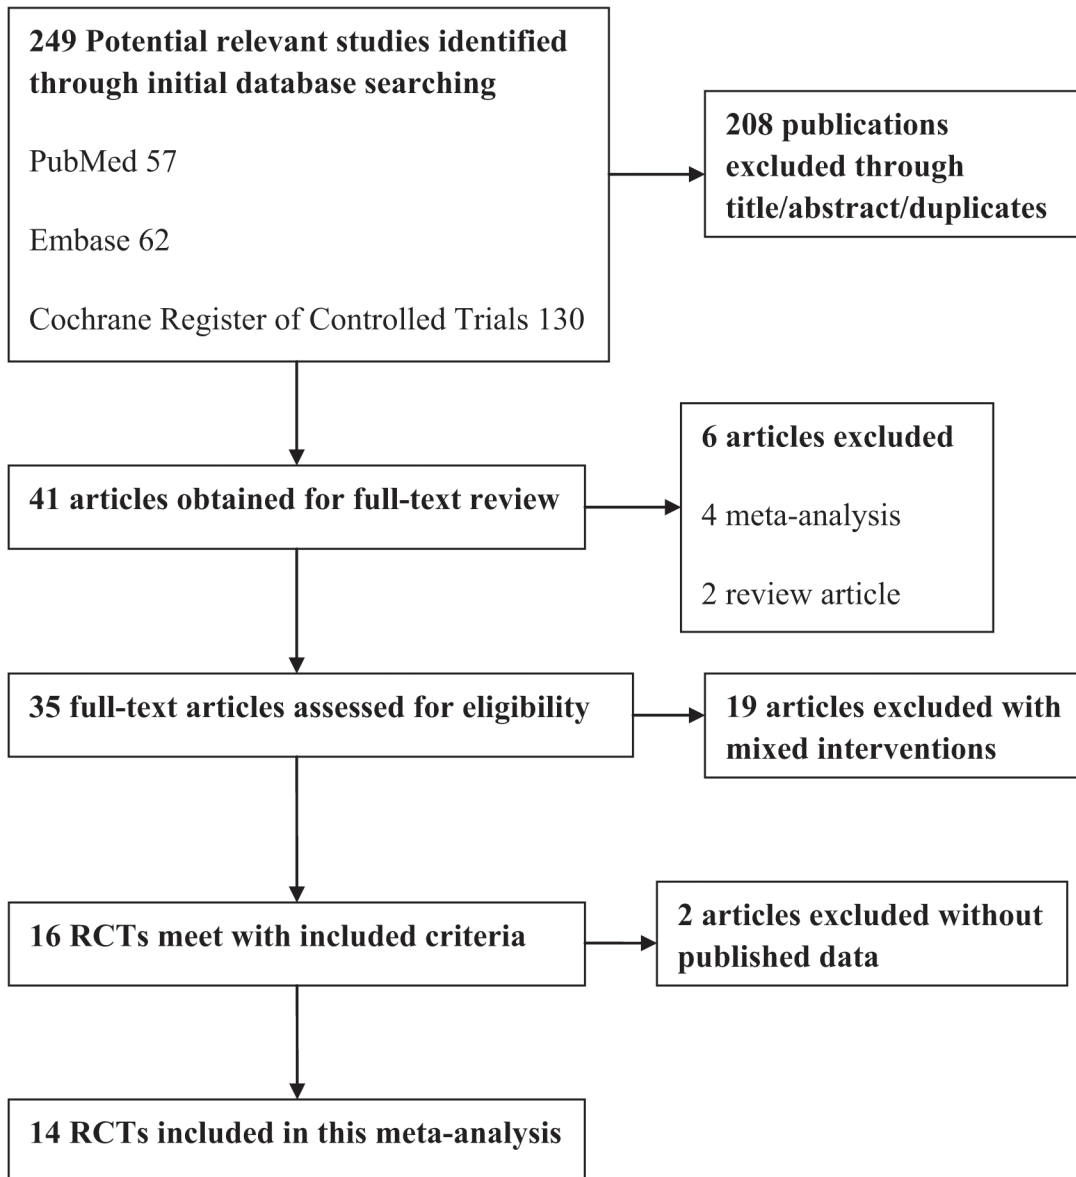 249 Potential relevant studies identified
through initial database searching
PubMed 57
Embase 62
Cochrane Register of Controlled Trials 130
208 publications
excluded through
title/abstract/duplicates
41 articles obtained for full-text review
6 articles excluded
4 meta-analysis
2 review article
35 full-text articles assessed for eligibility
19 articles excluded with
mixed interventions
16 RCTs meet with included criteria
2 articles excluded without
published data
14 RCTs included in this meta-analysis